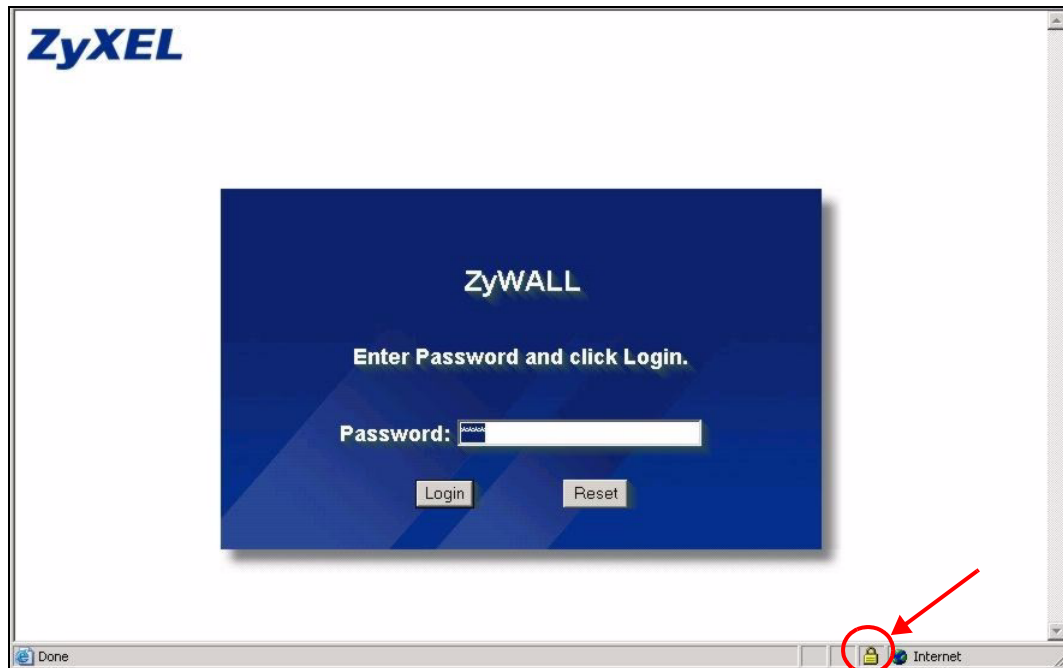 ZyXEL
ZyWALL
Enter Password and click Login.
Password: ****
Login Reset
Done Internet